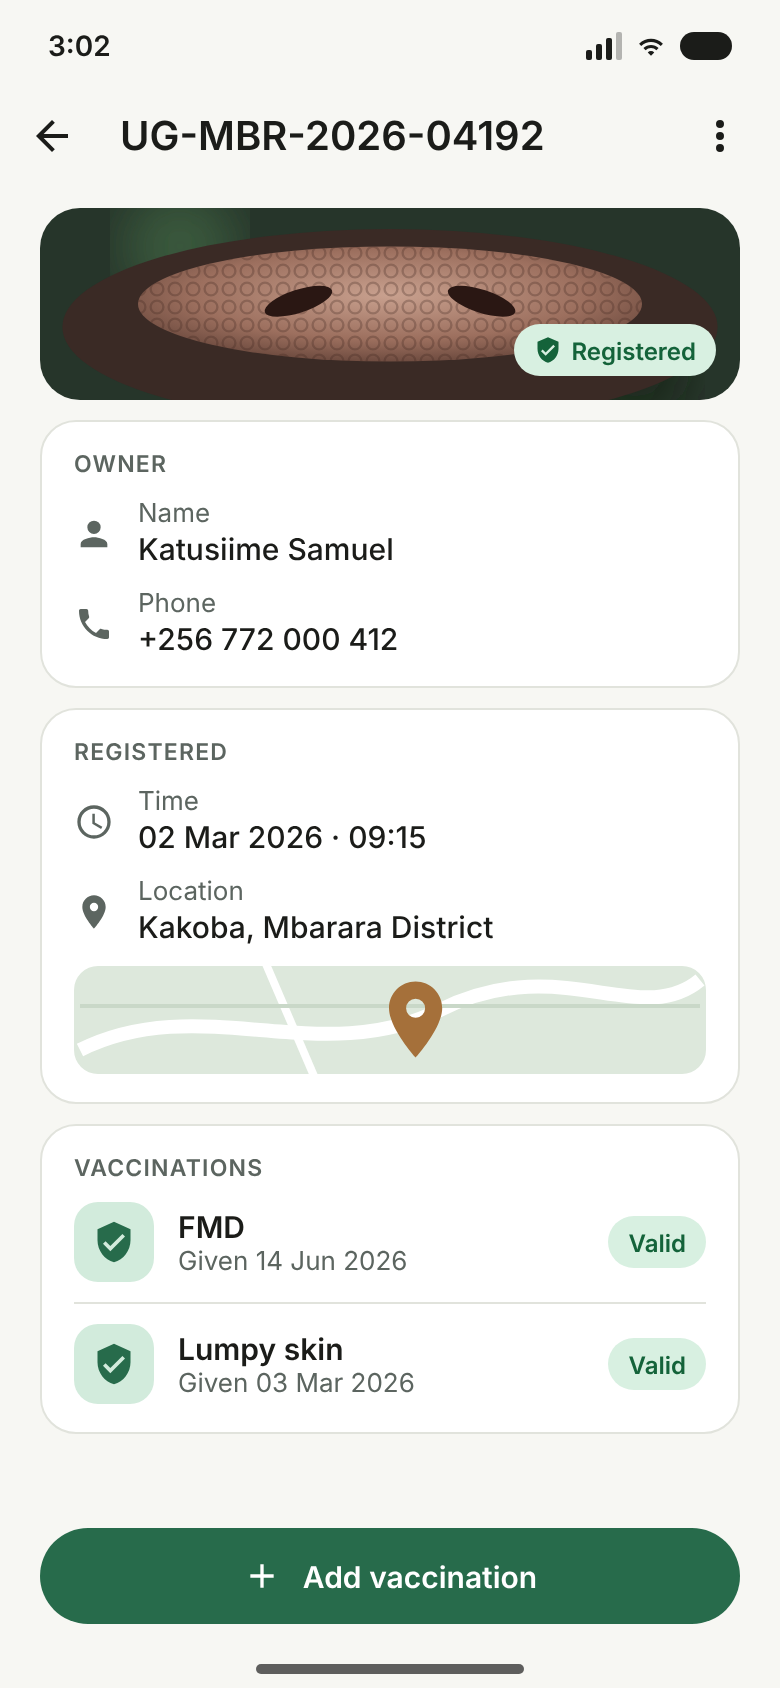 3:02
UG-MBR-2026-04192
Registered
OWNER
Name
Katusiime Samuel
Phone
+256 772 000 412
REGISTERED
Time
02 Mar 2026 · 09:15
Location
Kakoba, Mbarara District
VACCINATIONS
FMD
Given 14 Jun 2026
Valid
Lumpy skin
Given 03 Mar 2026
Valid
Add vaccination